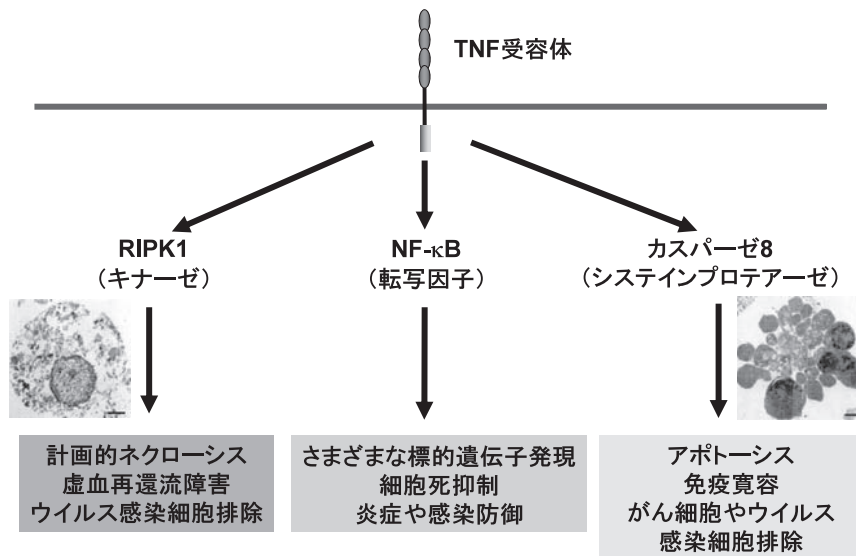 TNF受容体
RIPK1
（キナーゼ）
NF-κB
（転写因子）
カスパーゼ8
（システインプロテアーゼ）
計画的ネクローシス
虚血再還流障害
ウイルス感染細胞排除
さまざまな標的遺伝子発現
細胞死抑制
炎症や感染防御
アポトーシス
免疫寛容
がん細胞やウイルス
感染細胞排除